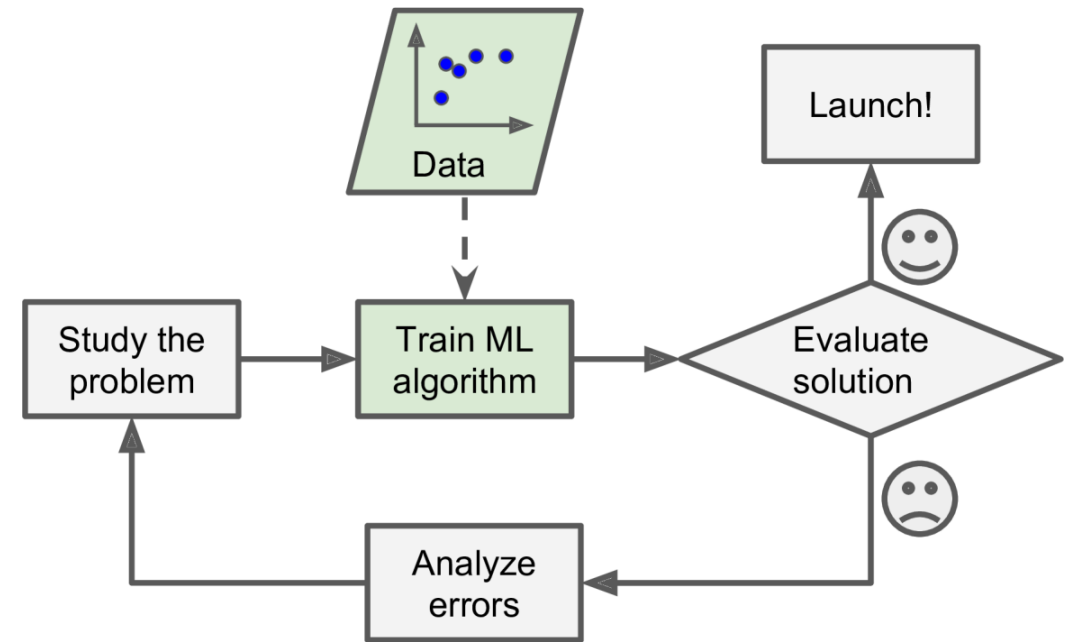 Data
Launch!
Study the
problem
Train ML
algorithm
Evaluate
solution
Analyze
errors